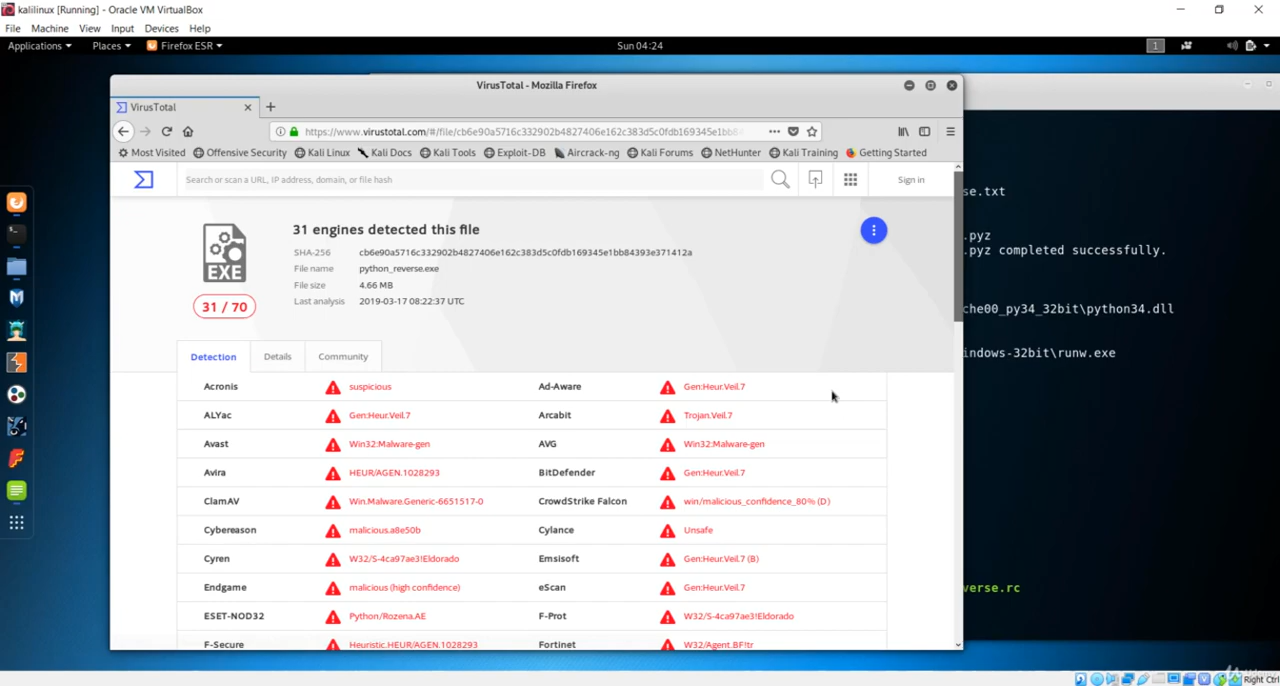 kalilinux [Running] - Oracle VM VirtualBox
File Machine View Input Devices Help
Applications Places Firefox ESR Sun 04:24 1
VirusTotal - Mozilla Firefox
VirusTotal
https://www.virustotal.com/#/file/cb6e90a5716c332902b4827406e162c383d5c0fdb169345e1bb84
Most Visited Offensive Security Kali Linux Kali Docs Kali Tools Exploit-DB Aircrack-ng Kali Forums NetHunter Kali Training Getting Started
Search or scan a URL, IP address, domain, or file hash Sign in
31 engines detected this file
SHA-256 cb6e90a5716c332902b4827406e162c383d5c0fdb169345e1bb84393e371412a
File name python_reverse.exe
File size 4.66 MB
Last analysis 2019-03-17 08:22:37 UTC
EXE
31 / 70
Detection Details Community
Acronis suspicious Ad-Aware Gen:Heur.Veil.7
ALYac Gen:Heur.Veil.7 Arcabit Trojan.Veil.7
Avast Win32:Malware-gen AVG Win32:Malware-gen
Avira HEUR/AGEN.1028293 BitDefender Gen:Heur.Veil.7
ClamAV Win.Malware.Generic-6651517-0 CrowdStrike Falcon win/malicious_confidence_80% (D)
Cybereason malicious.a8e50b Cylance Unsafe
Cyren W32/S-4ca97ae3!Eldorado Emsisoft Gen:Heur.Veil.7 (B)
Endgame malicious (high confidence) eScan Gen:Heur.Veil.7
ESET-NOD32 Python/Rozena.AE F-Prot W32/S-4ca97ae3!Eldorado
F-Secure Heuristic.HEUR/AGEN.1028293 Fortinet W32/Agent.BF!tr
se.txt
.pyz
.pyz completed successfully.
che00_py34_32bit\python34.dll
indows-32bit\runw.exe
verse.rc
Right Ctrl